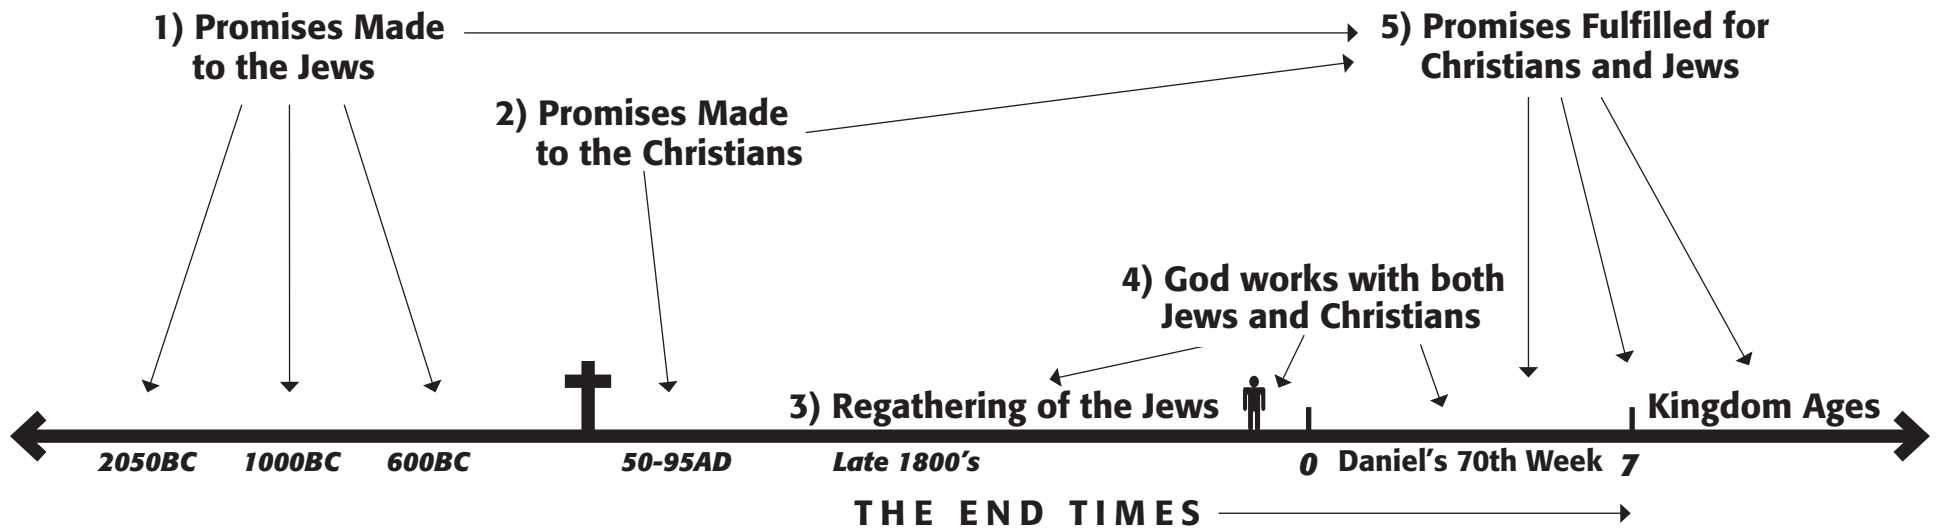 1) Promises Made
to the Jews
5) Promises Fulfilled for
Christians and Jews
2) Promises Made
to the Christians
4) God works with both
Jews and Christians
3) Regathering of the Jews
Kingdom Ages
2050BC
1000BC
600BC
50-95AD
Late 1800's
0
Daniel's 70th Week
7
THE END TIMES